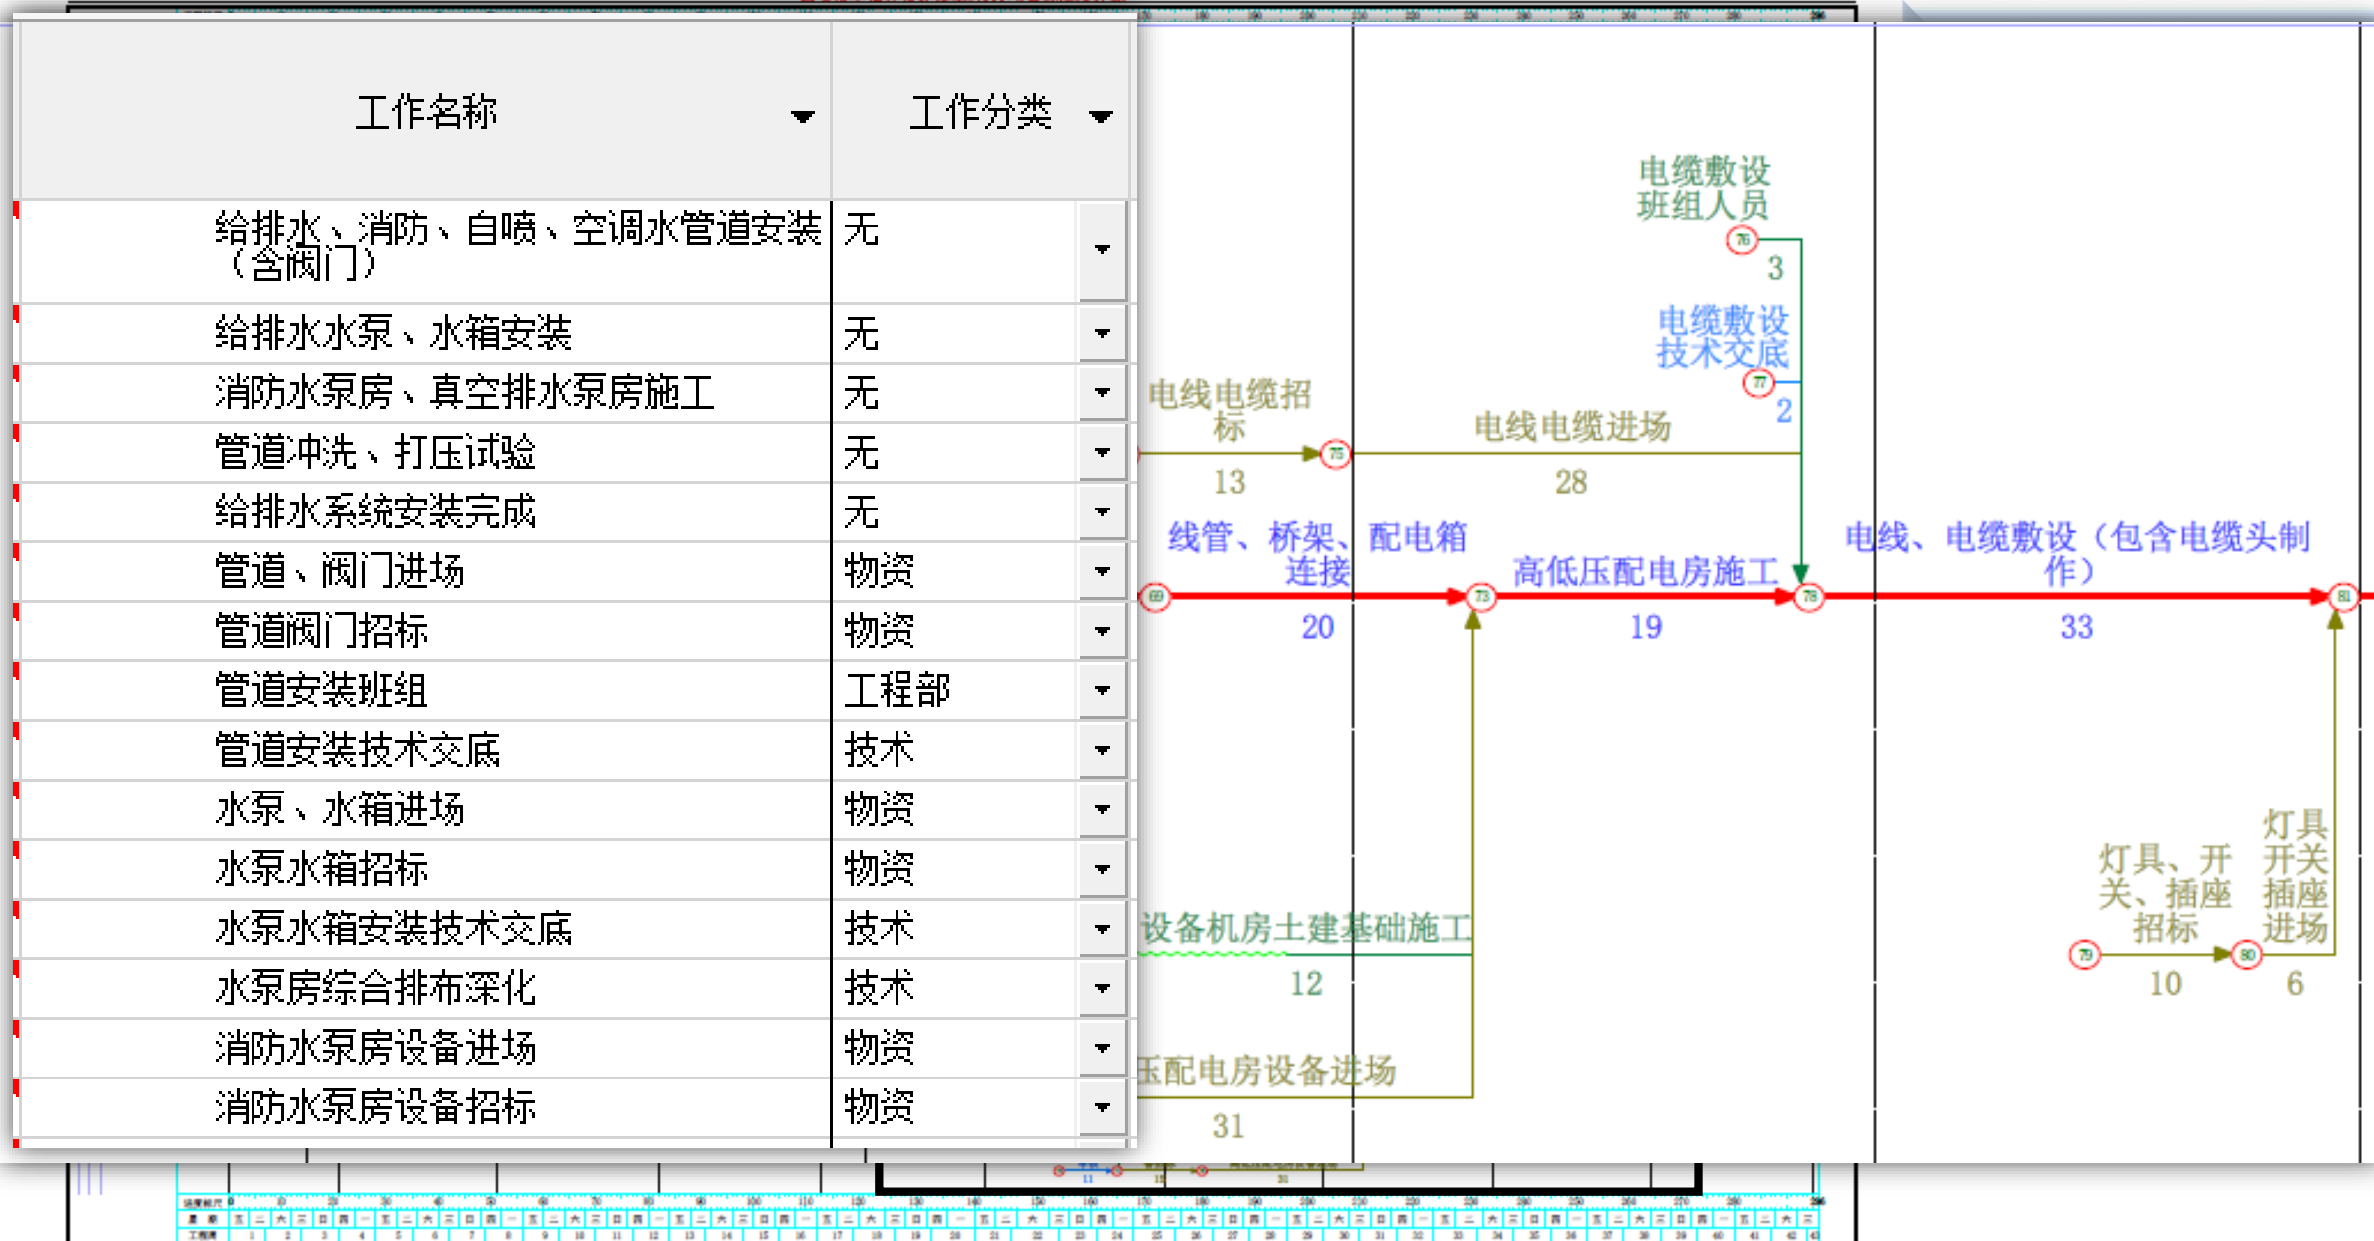 工作名称 工作分类
给排水、消防、自喷、空调水管道安装 无
（含阀门）
给排水水泵、水箱安装 无
消防水泵房、真空排水泵房施工 无
管道冲洗、打压试验 无
给排水系统安装完成 无
管道、阀门进场 物资
管道阀门招标 物资
管道安装班组 工程部
管道安装技术交底 技术
水泵、水箱进场 物资
水泵水箱招标 物资
水泵水箱安装技术交底 技术
水泵房综合排布深化 技术
消防水泵房设备进场 物资
消防水泵房设备招标 物资
电缆敷设
班组人员
76
3
电缆敷设
技术交底
77
2
电线电缆招
标
13
75
电线电缆进场
28
线管、桥架、配电箱
连接
69
20
73
高低压配电房施工
19
78
电线、电缆敷设（包含电缆头制
作）
33
81
设备机房土建基础施工
12
压配电房设备进场
31
灯具、开
关、插座
招标
79
10
80
灯具
开关
插座
进场
6